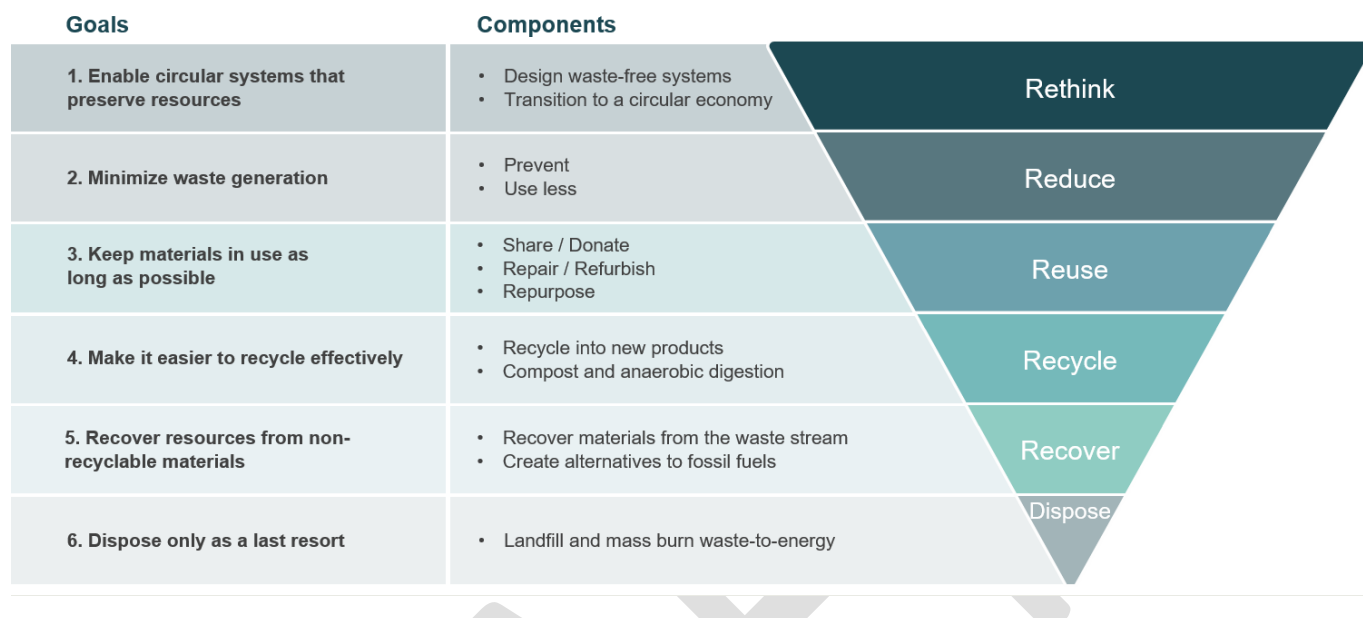 Goals
Components
1. Enable circular systems that
preserve resources
• Design waste-free systems
• Transition to a circular economy
Rethink
2. Minimize waste generation
• Prevent
• Use less
Reduce
3. Keep materials in use as
long as possible
• Share / Donate
• Repair / Refurbish
• Repurpose
Reuse
4. Make it easier to recycle effectively
• Recycle into new products
• Compost and anaerobic digestion
Recycle
5. Recover resources from non-
recyclable materials
• Recover materials from the waste stream
• Create alternatives to fossil fuels
Recover
6. Dispose only as a last resort
• Landfill and mass burn waste-to-energy
Dispose